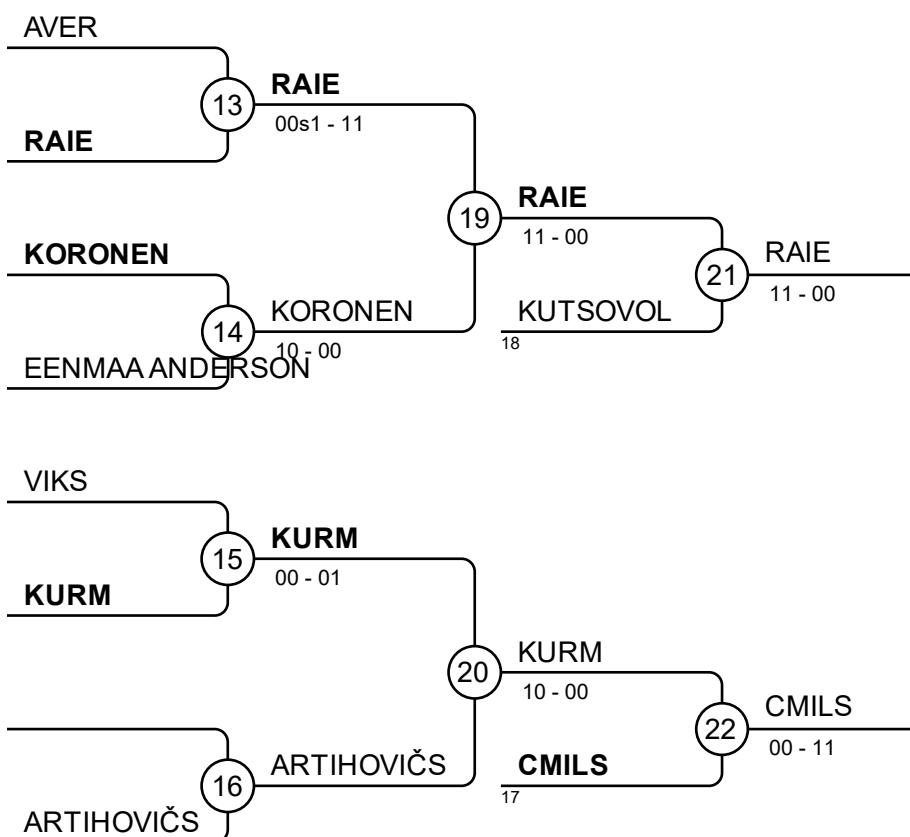 AVER
13
RAIE
00s1 - 11
RAIE
19
RAIE
11 - 00
KORONEN
21
RAIE
11 - 00
14
KORONEN
10 - 00
KUTSOVOL
18
EENMAA ANDERSON
VIKS
15
KURM
00 - 01
KURM
20
KURM
10 - 00
22
CMILS
00 - 11
16
ARTIHOVIČS
CMILS
17
ARTIHOVIČS